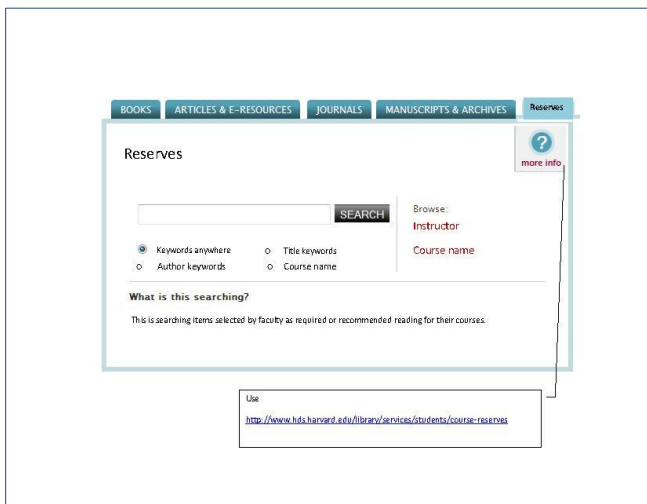 BOOKS ARTICLES & E-RESOURCES JOURNALS MANUSCRIPTS & ARCHIVES Reserves
?
more info
Reserves
SEARCH
Keywords anywhere Title keywords
Author keywords Course name
Browse:
Instructor
Course name
What is this searching?
This is searching items selected by faculty as required or recommended reading for their courses.
Use
http://www.hds.harvard.edu/library/services/students/course-reserves